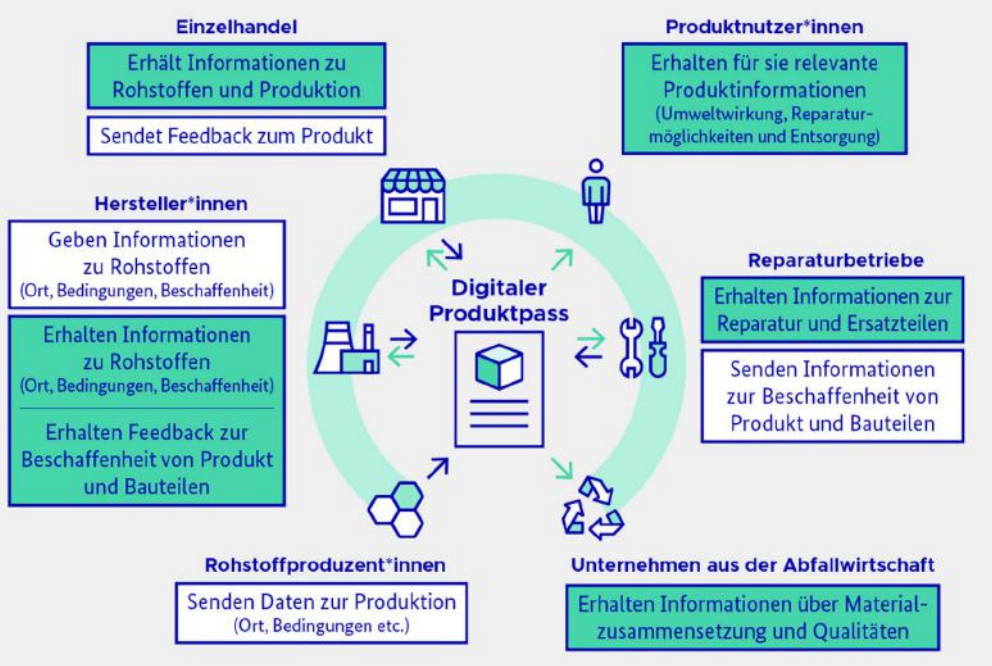 Einzelhandel
Erhält Informationen zu
Rohstoffen und Produktion
Sendet Feedback zum Produkt
Produktnutzer*innen
Erhalten für sie relevante
Produktinformationen
(Umweltwirkung, Reparatur-
möglichkeiten und Entsorgung)
Hersteller*innen
Geben Informationen
zu Rohstoffen
(Ort, Bedingungen, Beschaffenheit)
Erhalten Informationen
zu Rohstoffen
(Ort, Bedingungen, Beschaffenheit)
Erhalten Feedback zur
Beschaffenheit von Produkt
und Bauteilen
Digitaler
Produktpass
Reparaturbetriebe
Erhalten Informationen zur
Reparatur und Ersatzteilen
Senden Informationen
zur Beschaffenheit von
Produkt und Bauteilen
Rohstoffproduzent*innen
Senden Daten zur Produktion
(Ort, Bedingungen etc.)
Unternehmen aus der Abfallwirtschaft
Erhalten Informationen über Material-
zusammensetzung und Qualitäten